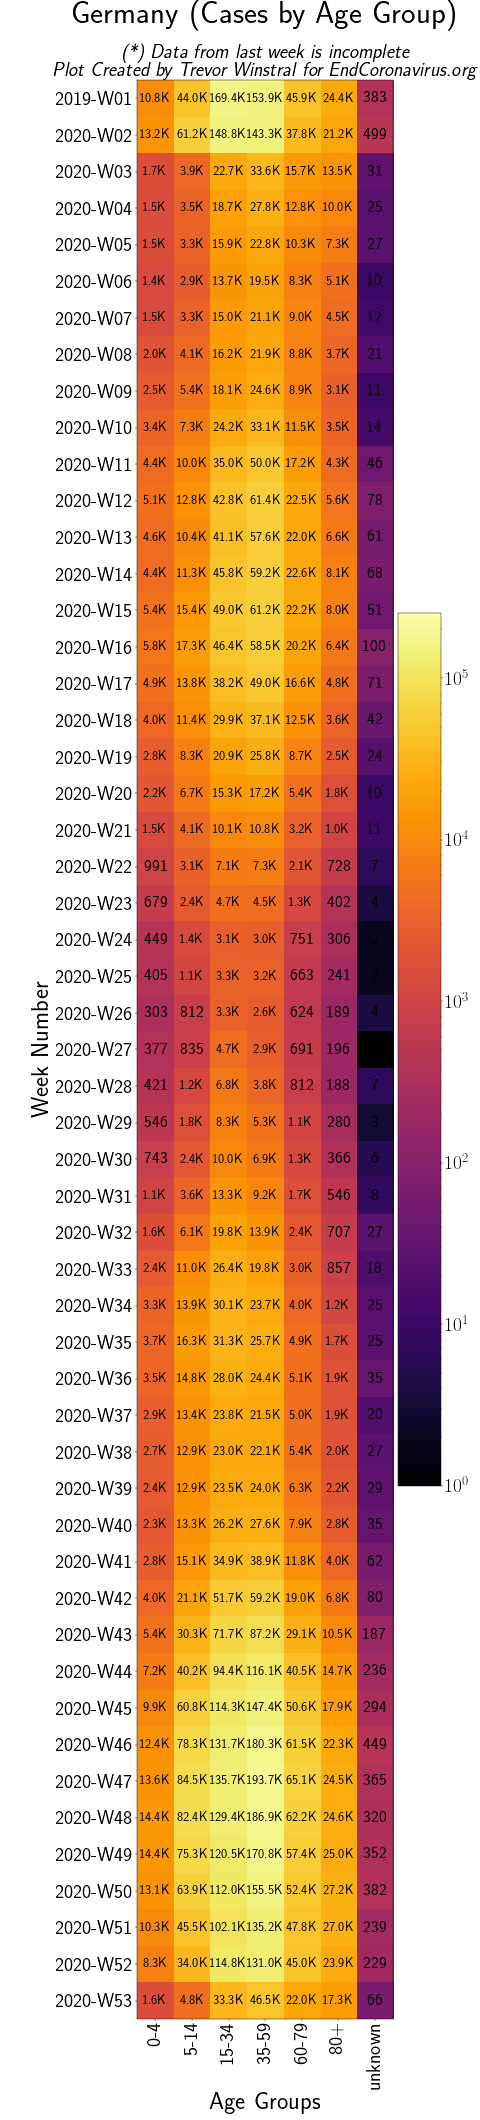 Germany (Cases by Age Group)
(*) Data from last week is incomplete
Plot Created by Trevor Winstral for EndCoronavirus.org
2019-W01 10.8K 44.0K 169.4K 153.9K 45.9K 24.4K 383
2020-W02 13.2K 61.2K 148.8K 143.3K 37.8K 21.2K 499
2020-W03 1.7K 3.9K 22.7K 33.6K 15.7K 13.5K 31
2020-W04 1.5K 3.5K 18.7K 27.8K 12.8K 10.0K 25
2020-W05 1.5K 3.3K 15.9K 22.8K 10.3K 7.3K 27
2020-W06 1.4K 2.9K 13.7K 19.5K 8.3K 5.1K 10
2020-W07 1.5K 3.3K 15.0K 21.1K 9.0K 4.5K 12
2020-W08 2.0K 4.1K 16.2K 21.9K 8.8K 3.7K 21
2020-W09 2.5K 5.4K 18.1K 24.6K 8.9K 3.1K 11
2020-W10 3.4K 7.3K 24.2K 33.1K 11.5K 3.5K 14
2020-W11 4.4K 10.0K 35.0K 50.0K 17.2K 4.3K 46
2020-W12 5.1K 12.8K 42.8K 61.4K 22.5K 5.6K 78
2020-W13 4.6K 10.4K 41.1K 57.6K 22.0K 6.6K 61
2020-W14 4.4K 11.3K 45.8K 59.2K 22.6K 8.1K 68
2020-W15 5.4K 15.4K 49.0K 61.2K 22.2K 8.0K 51
2020-W16 5.8K 17.3K 46.4K 58.5K 20.2K 6.4K 100
2020-W17 4.9K 13.8K 38.2K 49.0K 16.6K 4.8K 71
2020-W18 4.0K 11.4K 29.9K 37.1K 12.5K 3.6K 42
2020-W19 2.8K 8.3K 20.9K 25.8K 8.7K 2.5K 24
2020-W20 2.2K 6.7K 15.3K 17.2K 5.4K 1.8K 10
2020-W21 1.5K 4.1K 10.1K 10.8K 3.2K 1.0K 11
2020-W22 991 3.1K 7.1K 7.3K 2.1K 728 7
2020-W23 679 2.4K 4.7K 4.5K 1.3K 402 4
2020-W24 449 1.4K 3.1K 3.0K 751 306 2
2020-W25 405 1.1K 3.3K 3.2K 663 241 2
2020-W26 303 812 3.3K 2.6K 624 189 4
2020-W27 377 835 4.7K 2.9K 691 196
2020-W28 421 1.2K 6.8K 3.8K 812 188 7
2020-W29 546 1.8K 8.3K 5.3K 1.1K 280 3
2020-W30 743 2.4K 10.0K 6.9K 1.3K 366 6
2020-W31 1.1K 3.6K 13.3K 9.2K 1.7K 546 8
2020-W32 1.6K 6.1K 19.8K 13.9K 2.4K 707 27
2020-W33 2.4K 11.0K 26.4K 19.8K 3.0K 857 18
2020-W34 3.3K 13.9K 30.1K 23.7K 4.0K 1.2K 25
2020-W35 3.7K 16.3K 31.3K 25.7K 4.9K 1.7K 25
2020-W36 3.5K 14.8K 28.0K 24.4K 5.1K 1.9K 35
2020-W37 2.9K 13.4K 23.8K 21.5K 5.0K 1.9K 20
2020-W38 2.7K 12.9K 23.0K 22.1K 5.4K 2.0K 27
2020-W39 2.4K 12.9K 23.5K 24.0K 6.3K 2.2K 29
2020-W40 2.3K 13.3K 26.2K 27.6K 7.9K 2.8K 35
2020-W41 2.8K 15.1K 34.9K 38.9K 11.8K 4.0K 62
2020-W42 4.0K 21.1K 51.7K 59.2K 19.0K 6.8K 80
2020-W43 5.4K 30.3K 71.7K 87.2K 29.1K 10.5K 187
2020-W44 7.2K 40.2K 94.4K 116.1K 40.5K 14.7K 236
2020-W45 9.9K 60.8K 114.3K 147.4K 50.6K 17.9K 294
2020-W46 12.4K 78.3K 131.7K 180.3K 61.5K 22.3K 449
2020-W47 13.6K 84.5K 135.7K 193.7K 65.1K 24.5K 365
2020-W48 14.4K 82.4K 129.4K 186.9K 62.2K 24.6K 320
2020-W49 14.4K 75.3K 120.5K 170.8K 57.4K 25.0K 352
2020-W50 13.1K 63.9K 112.0K 155.5K 52.4K 27.2K 382
2020-W51 10.3K 45.5K 102.1K 135.2K 47.8K 27.0K 239
2020-W52 8.3K 34.0K 114.8K 131.0K 45.0K 23.9K 229
2020-W53 1.6K 4.8K 33.3K 46.5K 22.0K 17.3K 66
0-4 5-14 15-34 35-59 60-79 80+ unknown
Age Groups
Week Number
10^5
10^4
10^3
10^2
10^1
10^0